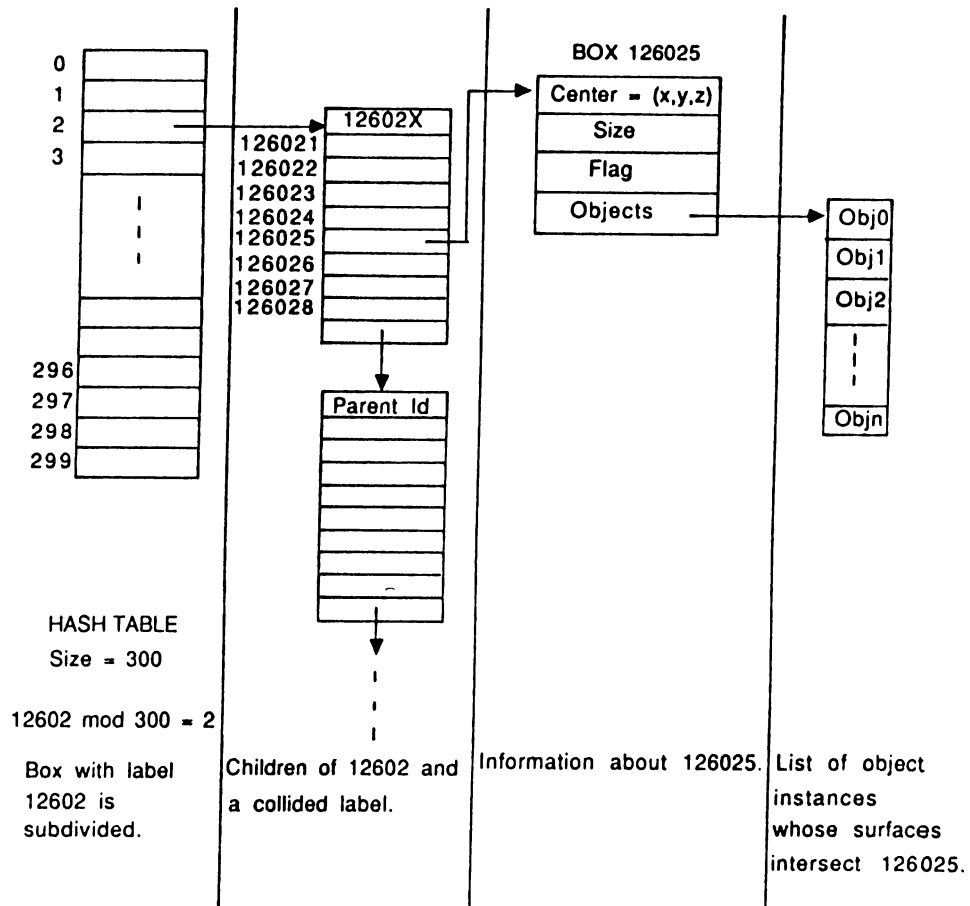 0
1
2
3
296
297
298
299
HASH TABLE
Size = 300
12602 mod 300 = 2
Box with label
12602 is
subdivided.
12602X
126021
126022
126023
126024
126025
126026
126027
126028
Parent Id
Children of 12602 and
a collided label.
BOX 126025
Center = (x,y,z)
Size
Flag
Objects
Information about 126025.
Obj0
Obj1
Obj2
Objn
List of object
instances
whose surfaces
intersect 126025.